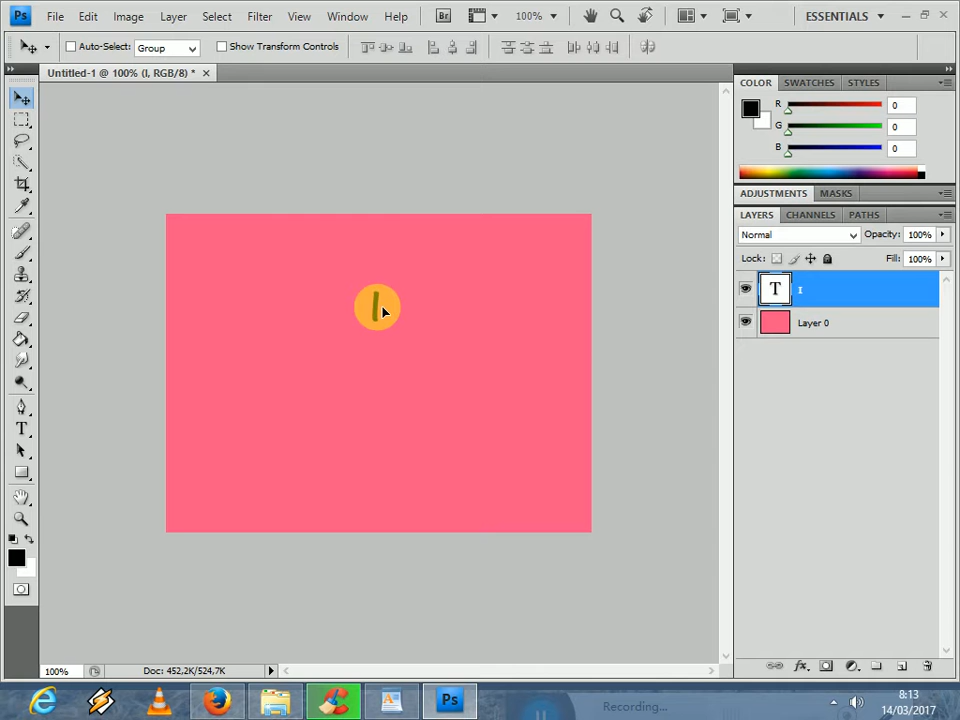 Ps File Edit Image Layer Select Filter View Window Help Br 100% ESSENTIALS
Auto-Select: Group Show Transform Controls
Untitled-1 @ 100% (I, RGB/8) *
COLOR SWATCHES STYLES
R 0
G 0
B 0
ADJUSTMENTS MASKS
LAYERS CHANNELS PATHS
Normal Opacity: 100%
Lock: Fill: 100%
T I
Layer 0
I
T
100% Doc: 452,2K/524,7K
Ps Recording... 8:13
14/03/2017